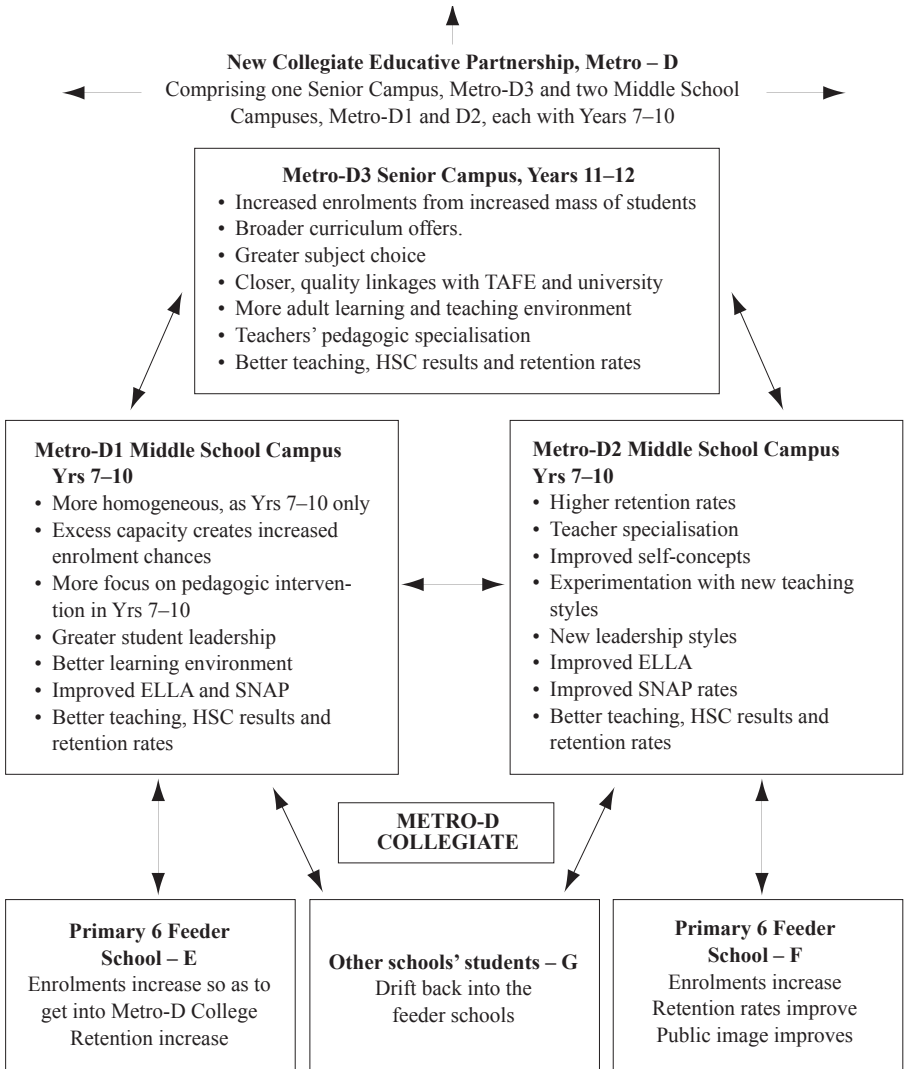 New Collegiate Educative Partnership, Metro – D
Comprising one Senior Campus, Metro-D3 and two Middle School
Campuses, Metro-D1 and D2, each with Years 7–10
Metro-D3 Senior Campus, Years 11–12
• Increased enrolments from increased mass of students
• Broader curriculum offers.
• Greater subject choice
• Closer, quality linkages with TAFE and university
• More adult learning and teaching environment
• Teachers’ pedagogic specialisation
• Better teaching, HSC results and retention rates
Metro-D1 Middle School Campus
Yrs 7–10
• More homogeneous, as Yrs 7–10 only
• Excess capacity creates increased
enrolment chances
• More focus on pedagogic interven-
tion in Yrs 7–10
• Greater student leadership
• Better learning environment
• Improved ELLA and SNAP
• Better teaching, HSC results and
retention rates
Metro-D2 Middle School Campus
Yrs 7–10
• Higher retention rates
• Teacher specialisation
• Improved self-concepts
• Experimentation with new teaching
styles
• New leadership styles
• Improved ELLA
• Improved SNAP rates
• Better teaching, HSC results and
retention rates
METRO-D
COLLEGIATE
Primary 6 Feeder
School – E
Enrolments increase so as to
get into Metro-D College
Retention increase
Other schools’ students – G
Drift back into the
feeder schools
Primary 6 Feeder
School – F
Enrolments increase
Retention rates improve
Public image improves